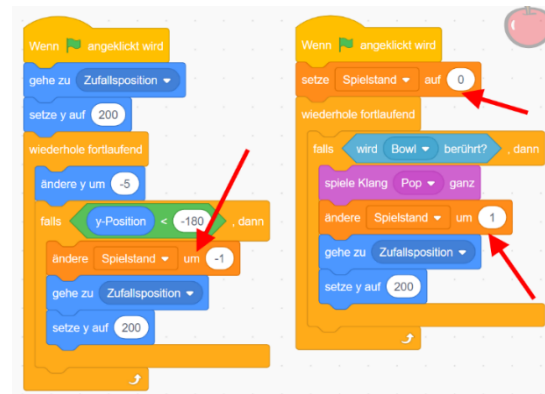 Wenn angeklickt wird
gehe zu Zufallsposition
setze y auf 200
wiederhole fortlaufend
ändere y um -5
falls y-Position < -180 , dann
ändere Spielstand um -1
gehe zu Zufallsposition
setze y auf 200
Wenn angeklickt wird
setze Spielstand auf 0
wiederhole fortlaufend
falls wird Bowl berührt? , dann
spiele Klang Pop ganz
ändere Spielstand um 1
gehe zu Zufallsposition
setze y auf 200